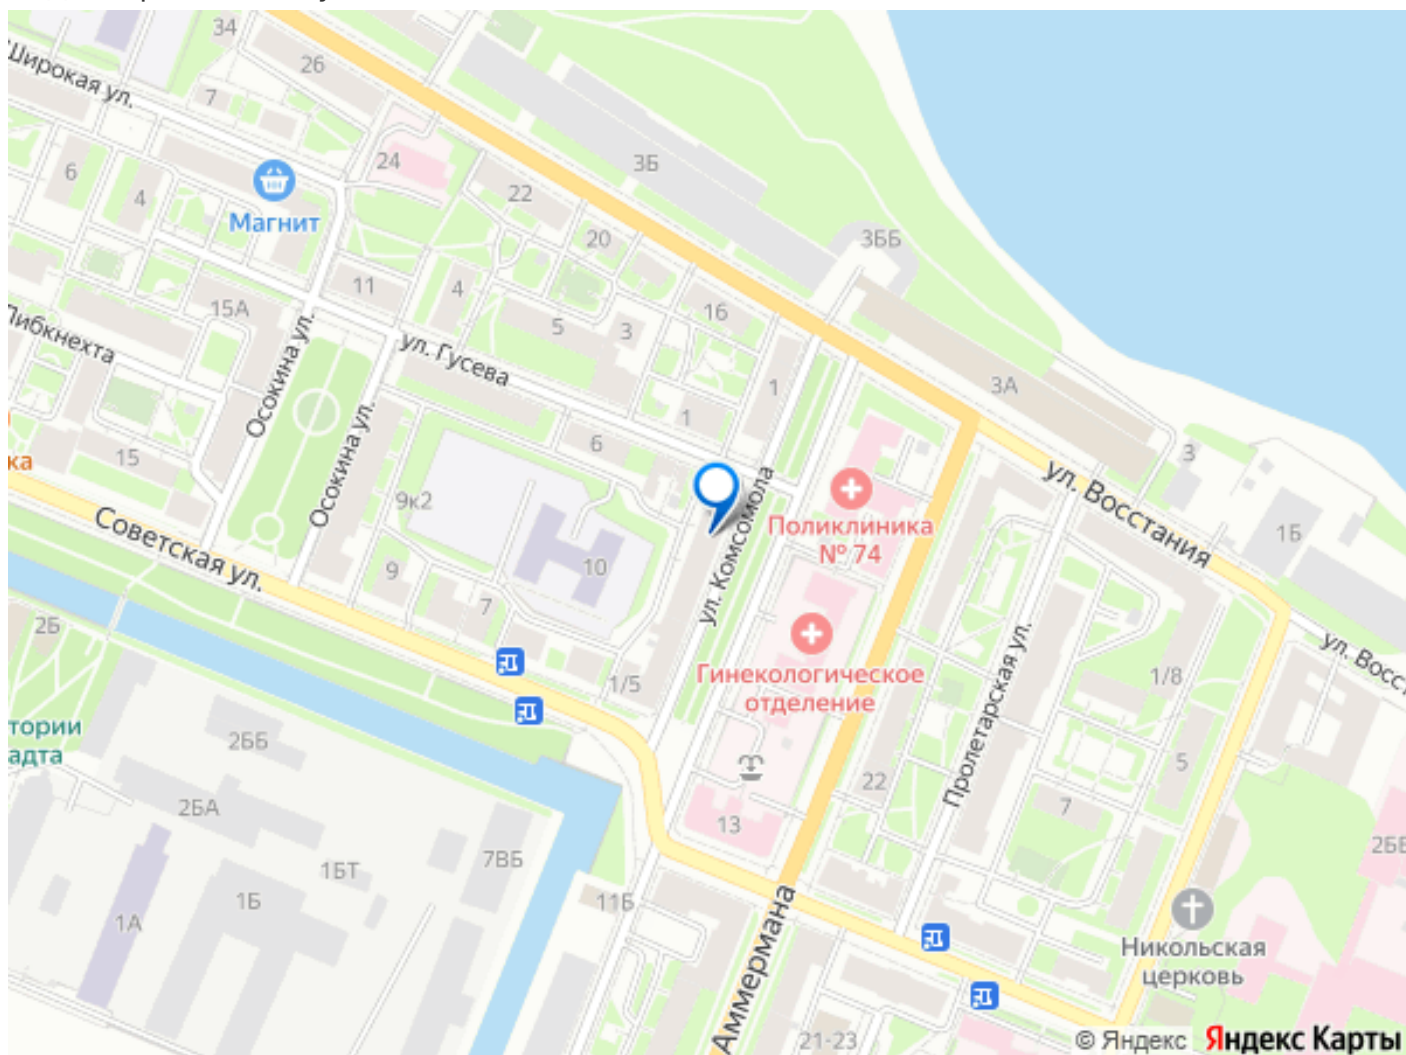 34
26
Широкая ул.
7
3Б
24
6
4
Магнит
22
20
3ББ
11
4
15А
16
5
3
Либкнехта
Осокина ул.
ул. Гусева
1
3А
1
6
3
15
ка
Осокина ул.
9к2
ул. Комсомола
Поликлиника
№ 74
ул. Восстания
1Б
Советская ул.
9
10
7
2Б
1/5
Гинекологическое
отделение
Пролетарская ул.
ул. Восст
1/8
тории
адта
2ББ
22
5
7
2БА
13
1БТ
7ВБ
2БЕ
1А
1Б
11Б
Аммермана
Никольская
церковь
21-23
© Яндекс Яндекс Карты